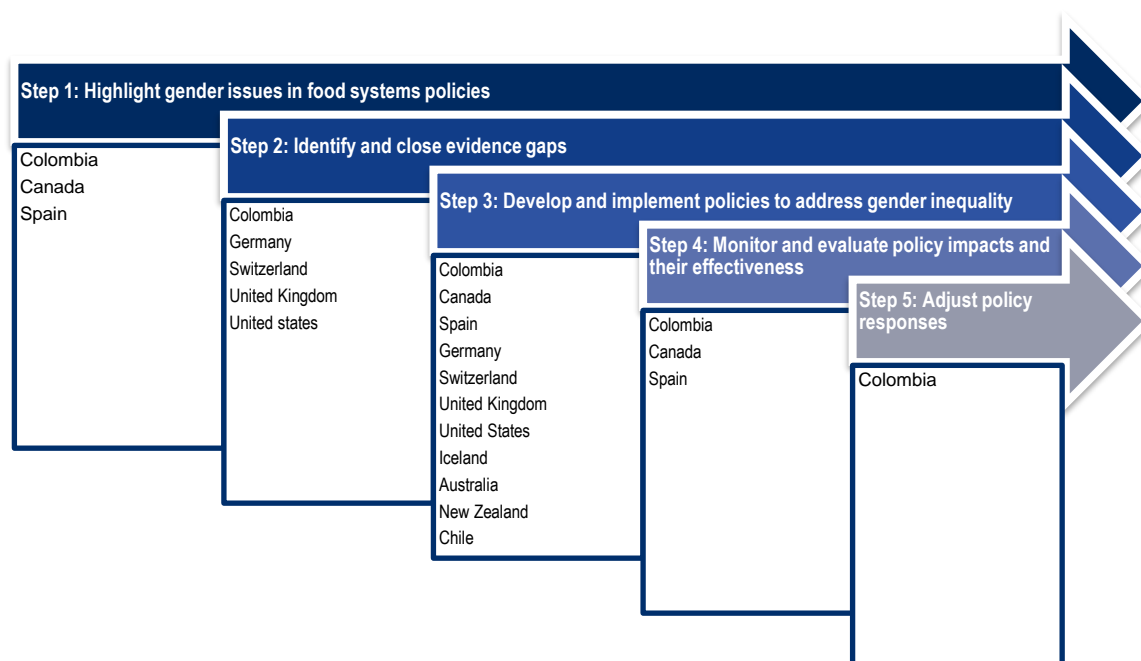 Step 1: Highlight gender issues in food systems policies
Colombia
Canada
Spain
Step 2: Identify and close evidence gaps
Colombia
Germany
Switzerland
United Kingdom
United states
Step 3: Develop and implement policies to address gender inequality
Colombia
Canada
Spain
Germany
Switzerland
United Kingdom
United States
Iceland
Australia
New Zealand
Chile
Step 4: Monitor and evaluate policy impacts and
their effectiveness
Colombia
Canada
Spain
Step 5: Adjust policy
responses
Colombia